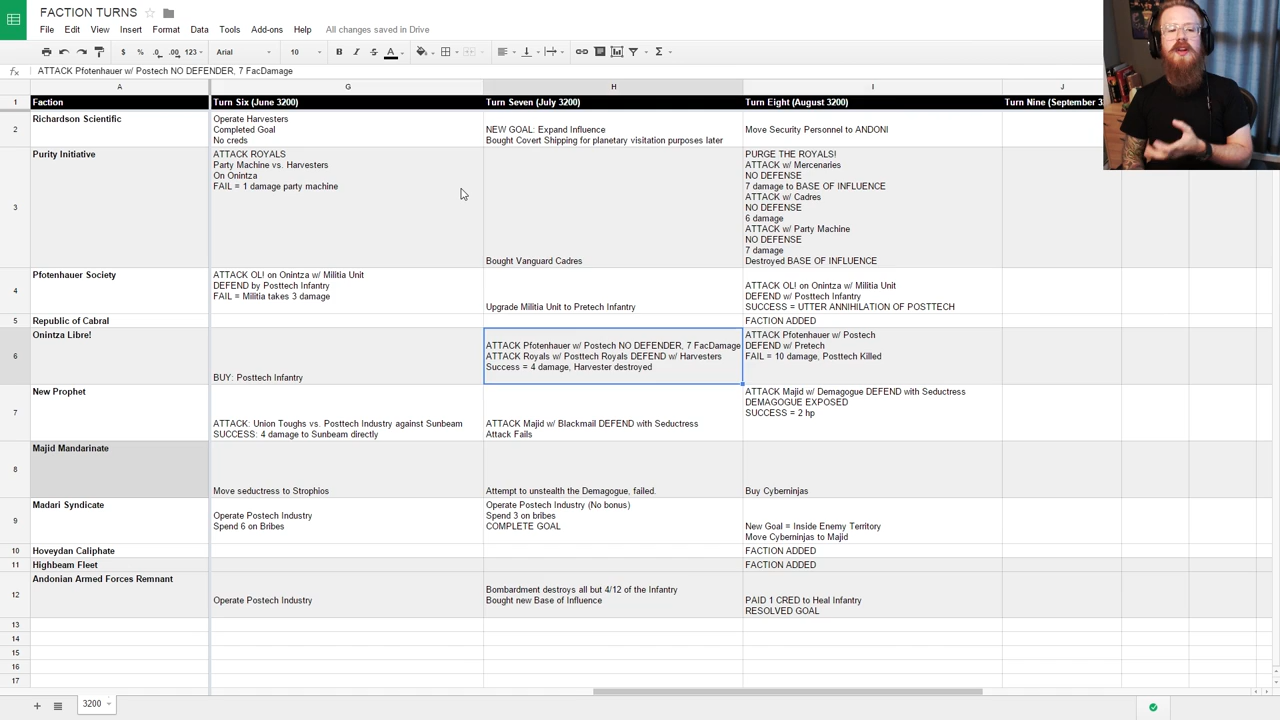 FACTION TURNS
File Edit View Insert Format Data Tools Add-ons Help All changes saved in Drive
$ % .0 .00 123 Arial 10 B I S A
fx ATTACK Pfotenhauer w/ Postech NO DEFENDER, 7 FacDamage
A G H I J
1 Faction Turn Six (June 3200) Turn Seven (July 3200) Turn Eight (August 3200) Turn Nine (September 3
2 Richardson Scientific
Operate Harvesters
Completed Goal
No creds
NEW GOAL: Expand Influence
Bought Covert Shipping for planetary visitation purposes later
Move Security Personnel to ANDONI
3 Purity Initiative
ATTACK ROYALS
Party Machine vs. Harvesters
On Onintza
FAIL = 1 damage party machine
Bought Vanguard Cadres
PURGE THE ROYALS!
ATTACK w/ Mercenaries
NO DEFENSE
7 damage to BASE OF INFLUENCE
ATTACK w/ Cadres
NO DEFENSE
6 damage
ATTACK w/ Party Machine
NO DEFENSE
7 damage
Destroyed BASE OF INFLUENCE
4 Pfotenhauer Society
ATTACK OL! on Onintza w/ Militia Unit
DEFEND by Posttech Infantry
FAIL = Militia takes 3 damage
Upgrade Militia Unit to Pretech Infantry
ATTACK OL! on Onintza w/ Militia Unit
DEFEND w/ Posttech Infantry
SUCCESS = UTTER ANNIHILATION OF POSTTECH
5 Republic of Cabral
FACTION ADDED
6 Onintza Libre!
BUY: Posttech Infantry
ATTACK Pfotenhauer w/ Postech NO DEFENDER, 7 FacDamage
ATTACK Royals w/ Posttech Royals DEFEND w/ Harvesters
Success = 4 damage, Harvester destroyed
ATTACK Pfotenhauer w/ Postech
DEFEND w/ Pretech
FAIL = 10 damage, Posttech Killed
7 New Prophet
ATTACK: Union Toughs vs. Posttech Industry against Sunbeam
SUCCESS: 4 damage to Sunbeam directly
ATTACK Majid w/ Blackmail DEFEND with Seductress
Attack Fails
ATTACK Majid w/ Demagogue DEFEND with Seductress
DEMAGOGUE EXPOSED
SUCCESS = 2 hp
8 Majid Mandarinate
Move seductress to Strophios
Attempt to unstealth the Demagogue, failed.
Buy Cyberninjas
9 Madari Syndicate
Operate Postech Industry
Spend 6 on Bribes
Operate Postech Industry (No bonus)
Spend 3 on bribes
COMPLETE GOAL
New Goal = Inside Enemy Territory
Move Cyberninjas to Majid
10 Hoveydan Caliphate
FACTION ADDED
11 Highbeam Fleet
FACTION ADDED
12 Andonian Armed Forces Remnant
Operate Postech Industry
Bombardment destroys all but 4/12 of the Infantry
Bought new Base of Influence
PAID 1 CRED to Heal Infantry
RESOLVED GOAL
13
14
15
16
17
3200